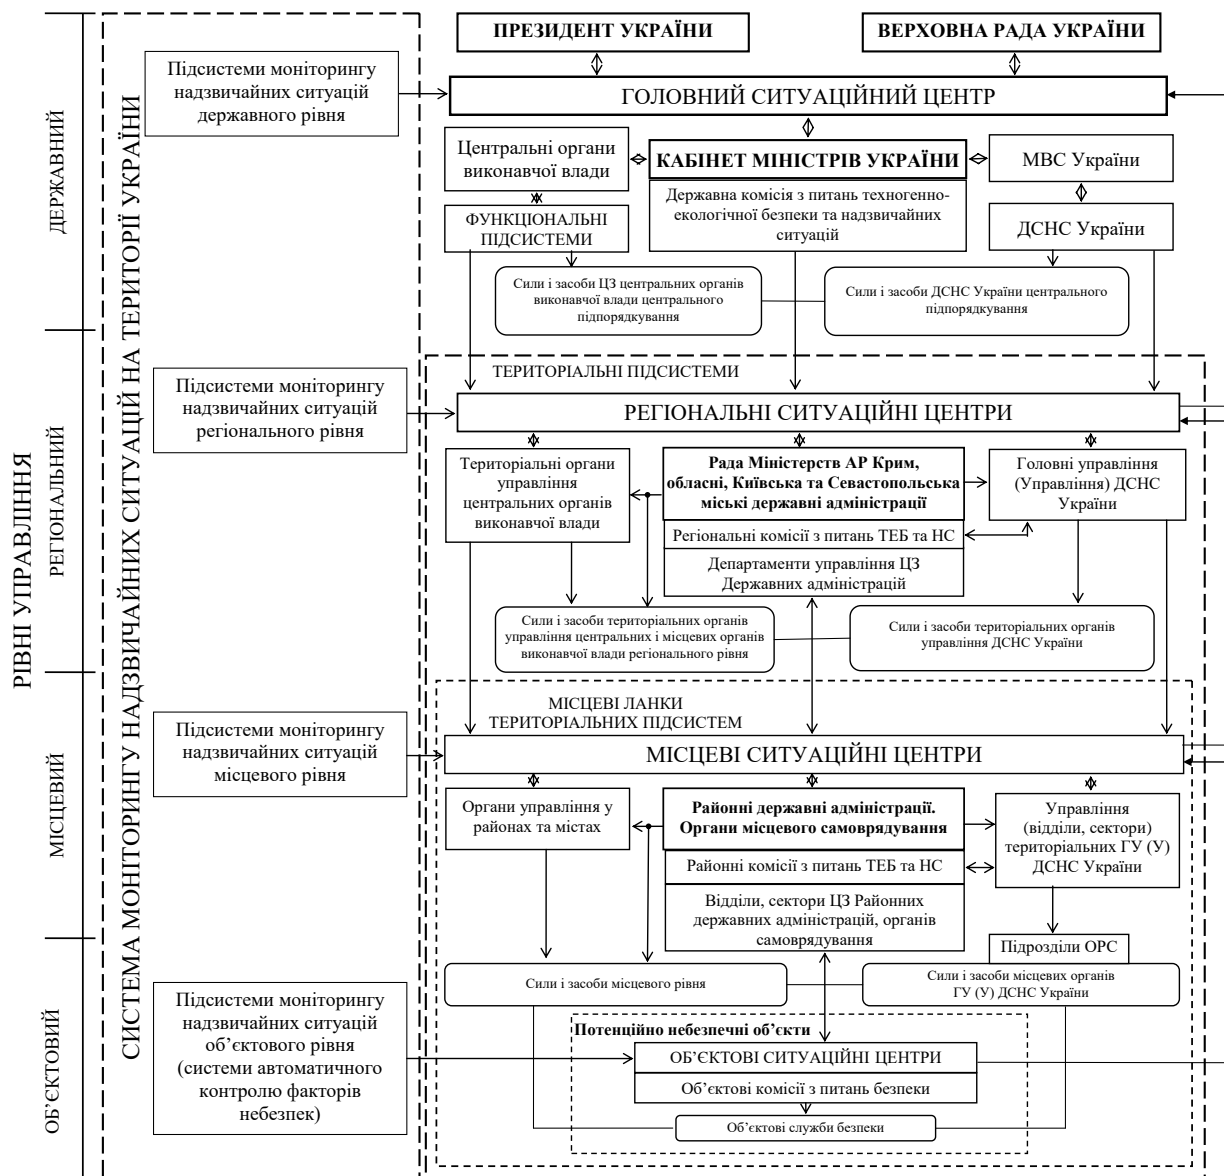 РІВНІ УПРАВЛІННЯ
ДЕРЖАВНИЙ
РЕГІОНАЛЬНИЙ
МІСЦЕВИЙ
ОБ’ЄКТОВИЙ
СИСТЕМА МОНІТОРИНГУ НАДЗВИЧАЙНИХ СИТУАЦІЙ НА ТЕРИТОРІЇ УКРАЇНИ
ПРЕЗИДЕНТ УКРАЇНИ
ВЕРХОВНА РАДА УКРАЇНИ
Підсистеми моніторингу
надзвичайних ситуацій
державного рівня
ГОЛОВНИЙ СИТУАЦІЙНИЙ ЦЕНТР
Центральні органи
виконавчої влади
КАБІНЕТ МІНІСТРІВ УКРАЇНИ
МВС України
Державна комісія з питань техногенно-
екологічної безпеки та надзвичайних
ситуацій
ФУНКЦІОНАЛЬНІ
ПІДСИСТЕМИ
ДСНС України
Сили і засоби ЦЗ центральних органів
виконавчої влади центрального
підпорядкування
Сили і засоби ДСНС України центрального
підпорядкування
ТЕРИТОРІАЛЬНІ ПІДСИСТЕМИ
Підсистеми моніторингу
надзвичайних ситуацій
регіонального рівня
РЕГІОНАЛЬНІ СИТУАЦІЙНІ ЦЕНТРИ
Територіальні органи
управління
центральних органів
виконавчої влади
Рада Міністерств АР Крим,
обласні, Київська та Севастопольська
міські державні адміністрації
Головні управління
(Управління) ДСНС
України
Регіональні комісії з питань ТЕБ та НС
Департаменти управління ЦЗ
Державних адміністрацій
Сили і засоби територіальних органів
управління центральних і місцевих органів
виконавчої влади регіонального рівня
Сили і засоби територіальних органів
управління ДСНС України
МІСЦЕВІ ЛАНКИ
ТЕРИТОРІАЛЬНИХ ПІДСИСТЕМ
Підсистеми моніторингу
надзвичайних ситуацій
місцевого рівня
МІСЦЕВІ СИТУАЦІЙНІ ЦЕНТРИ
Органи управління у
районах та містах
Районні державні адміністрації.
Органи місцевого самоврядування
Управління
(відділи, сектори)
територіальних ГУ (У)
ДСНС України
Районні комісії з питань ТЕБ та НС
Відділи, сектори ЦЗ Районних
державних адміністрацій, органів
самоврядування
Підрозділи ОРС
Сили і засоби місцевого рівня
Сили і засоби місцевих органів
ГУ (У) ДСНС України
Підсистеми моніторингу
надзвичайних ситуацій
об’єктового рівня
(системи автоматичного
контролю факторів
небезпек)
Потенційно небезпечні об’єкти
ОБ’ЄКТОВІ СИТУАЦІЙНІ ЦЕНТРИ
Об’єктові комісії з питань безпеки
Об’єктові служби безпеки